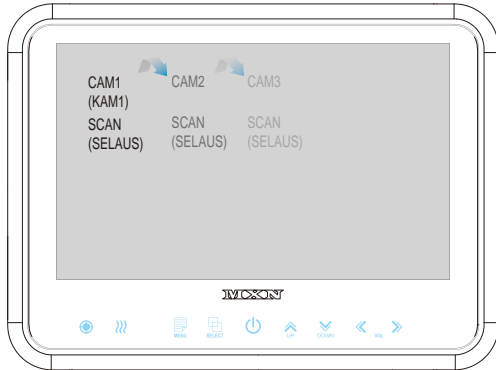 CAM1 CAM2 CAM3
(KAM1)
SCAN SCAN SCAN
(SELAUS) (SELAUS) (SELAUS)
MXN
MENU SELECT UP DOWN VOL